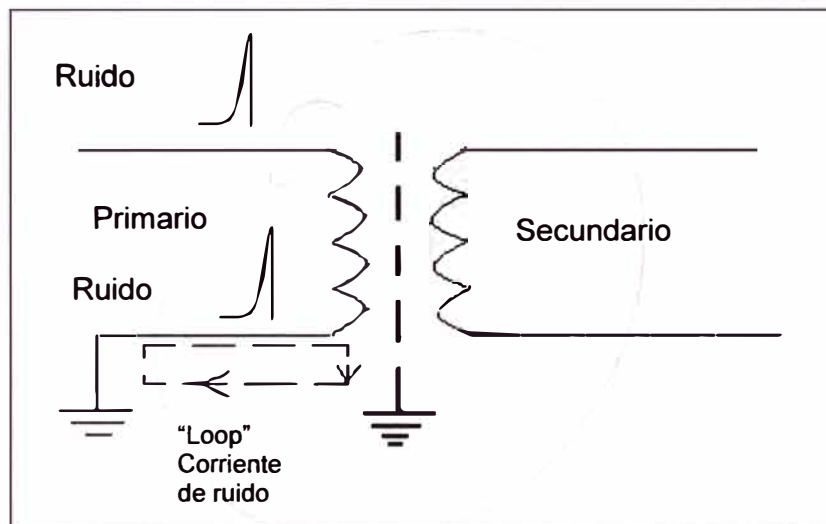 Ruido
Primario
Ruido
Secundario
“Loop”
Corriente
de ruido